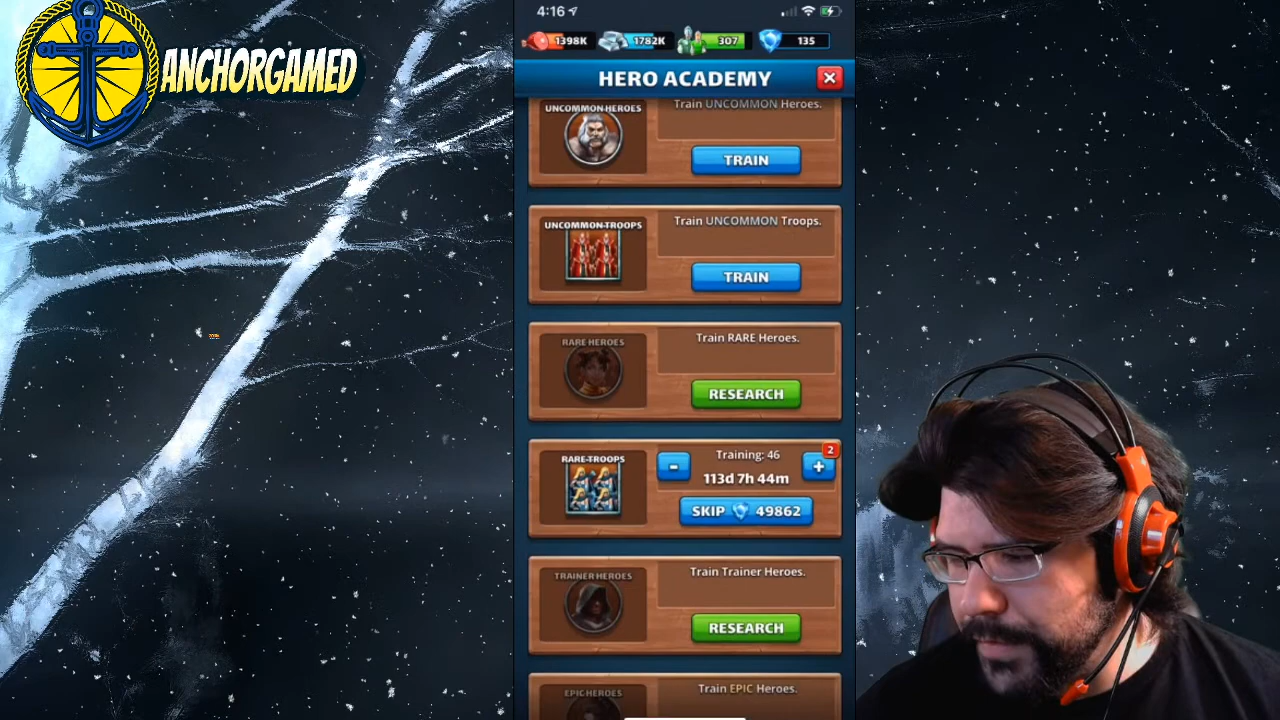 ANCHORGAMED
4:16
1398K
1782K
307
135
HERO ACADEMY
UNCOMMON HEROES
Train UNCOMMON Heroes.
TRAIN
UNCOMMON TROOPS
Train UNCOMMON Troops.
TRAIN
RARE HEROES
Train RARE Heroes.
RESEARCH
RARE TROOPS
-
Training: 46
2
+
113d 7h 44m
SKIP 49862
TRAINER HEROES
Train Trainer Heroes.
RESEARCH
EPIC HEROES
Train EPIC Heroes.